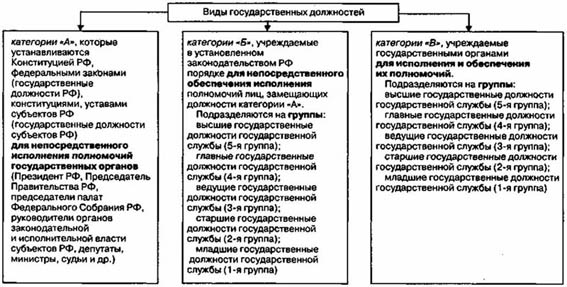 Виды государственных должностей
категории «А», которые
устанавливаются
Конституцией РФ,
федеральными законами
(государственные
должности РФ),
конституциями, уставами
субъектов РФ
(государственные должности
субъектов РФ)
для непосредственного
исполнения полномочий
государственных органов
(Президент РФ, Председатель
Правительства РФ,
председатели палат
Федерального Собрания РФ,
руководители органов
законодательной
и исполнительной власти
субъектов РФ, депутаты,
министры, судьи и др.)
категории «Б», учреждаемые
в установленном
законодательством РФ
порядке для непосредственного
обеспечения исполнения
полномочий лиц, замещающих
должности категории «А».
Подразделяются на группы:
высшие государственные
должности государственной
службы (5-я группа);
главные государственные
должности государственной
службы (4-я группа);
ведущие государственные
должности государственной
службы (3-я группа);
старшие государственные
должности государственной
службы (2-я группа);
младшие государственные
должности государственной
службы (1-я группа)
категории «В», учреждаемые
государственными органами
для исполнения и обеспечения
их полномочий.
Подразделяются на группы:
высшие государственные должности
государственной службы (5-я группа);
главные государственные должности
государственной службы (4-я группа);
ведущие государственные должности
государственной службы (3-я группа);
старшие государственные должности
государственной службы (2-я группа);
младшие государственные должности
государственной службы (1-я группа)